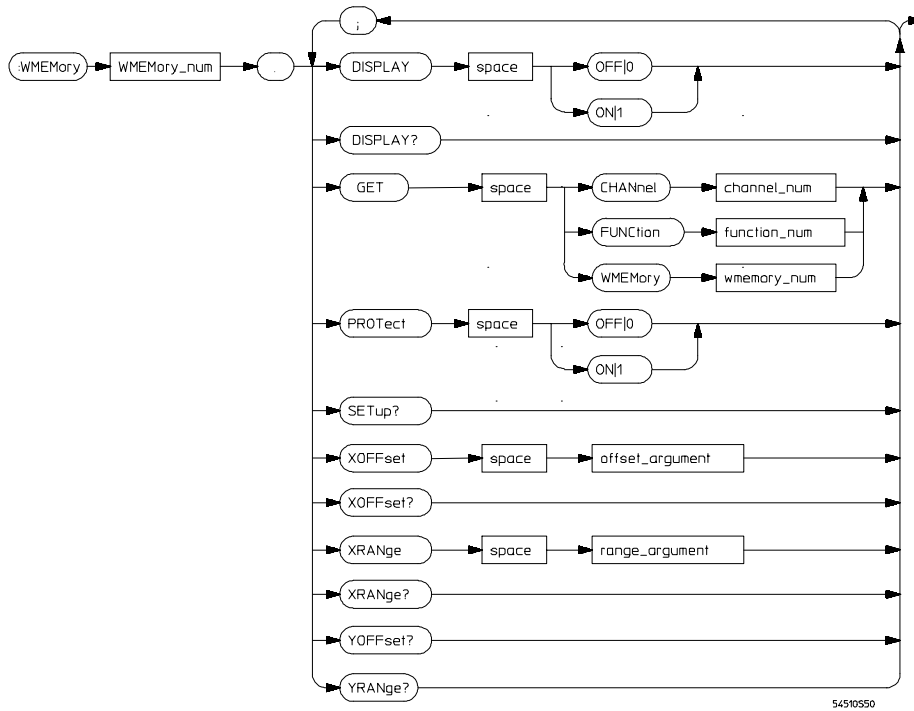 ;
:WMEMory WMEMory_num : DISPLAY space OFF|0
ON|1
DISPLAY?
GET space CHANnel channel_num
FUNCtion function_num
WMEMory wmemory_num
PROTect space OFF|0
ON|1
SETup?
XOFFset space offset_argument
XOFFset?
XRANge space range_argument
XRANge?
YOFFset?
YRANge?
54510S50